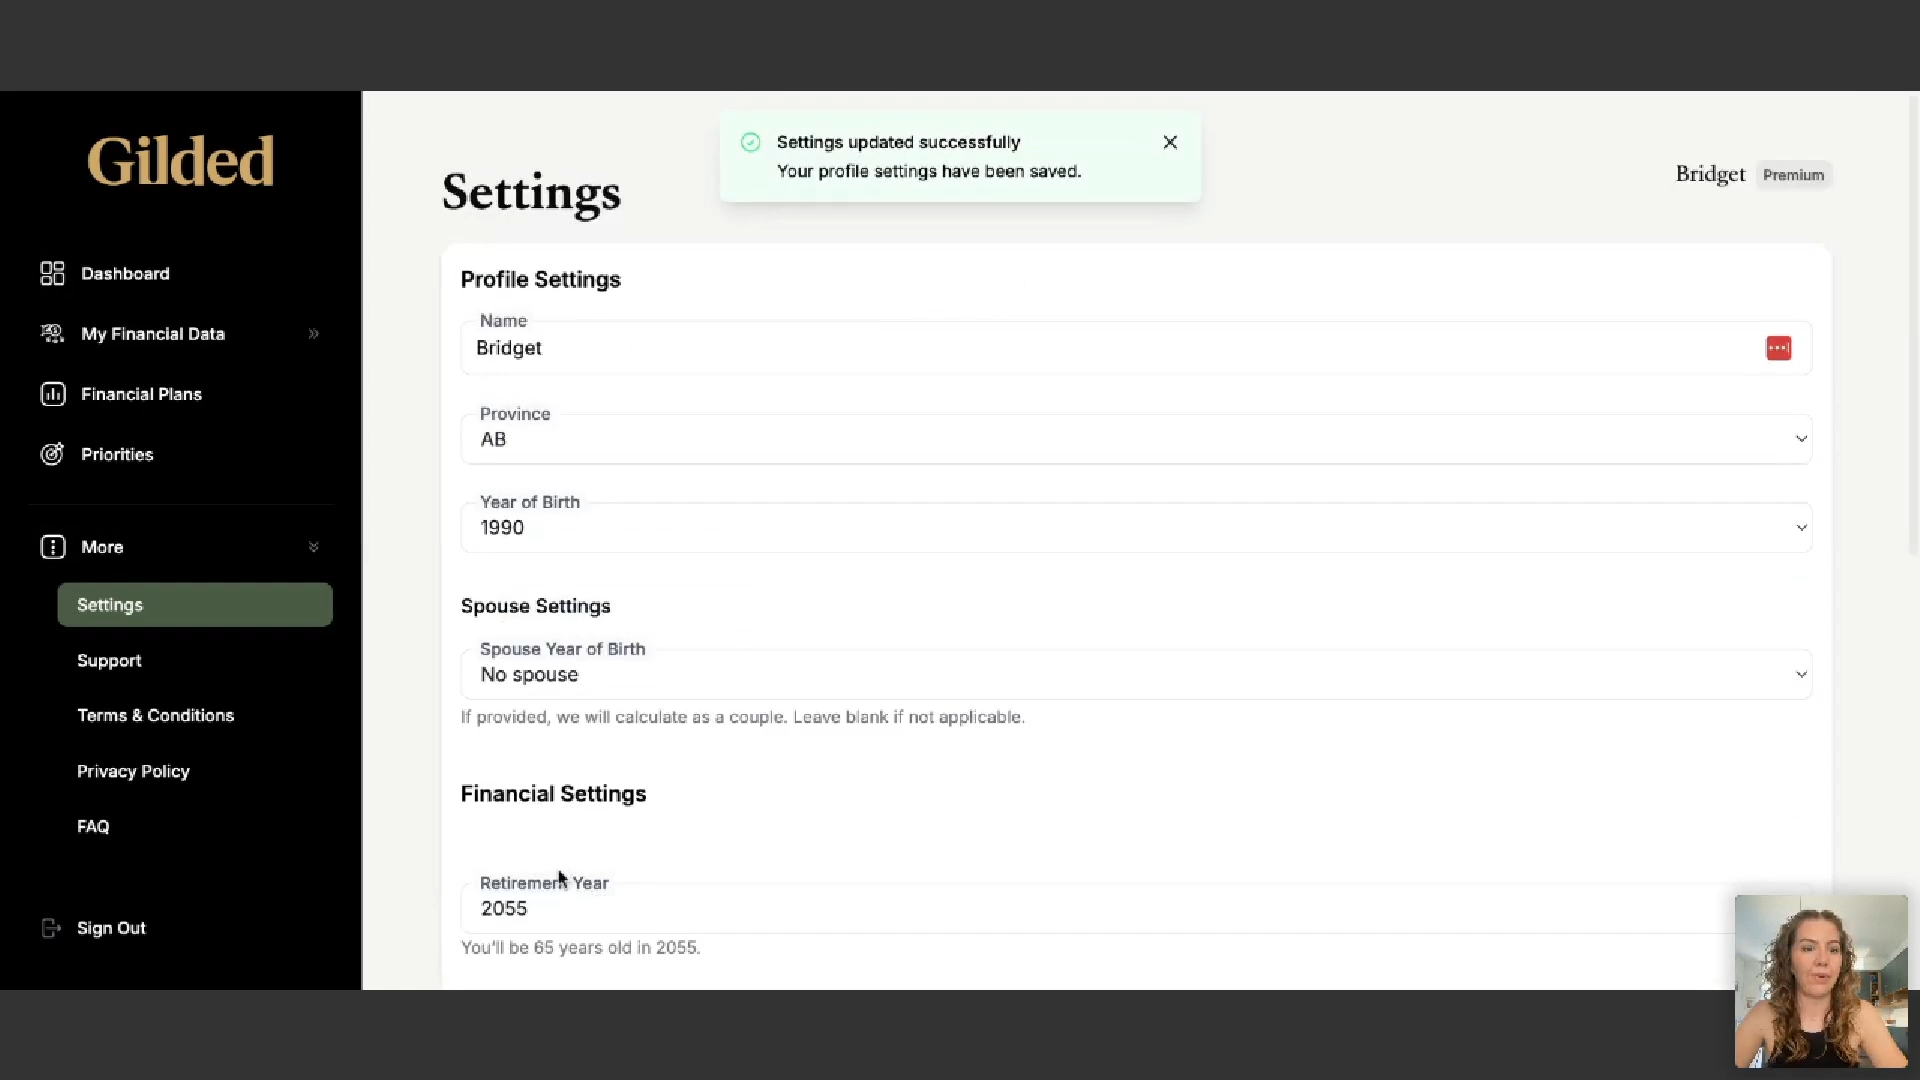 Gilded
Dashboard
My Financial Data
Financial Plans
Priorities
More
Settings
Support
Terms & Conditions
Privacy Policy
FAQ
Sign Out
Settings
Settings updated successfully
Your profile settings have been saved.
Bridget Premium
Profile Settings
Name
Bridget
Province
AB
Year of Birth
1990
Spouse Settings
Spouse Year of Birth
No spouse
If provided, we will calculate as a couple. Leave blank if not applicable.
Financial Settings
Retirement Year
2055
You'll be 65 years old in 2055.